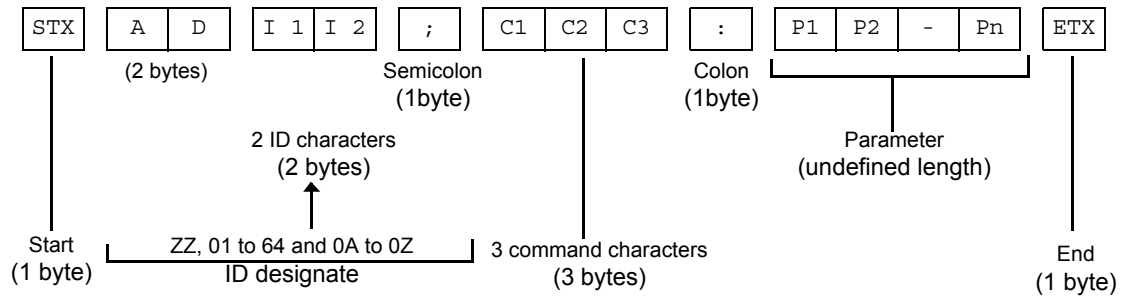 STX A D I 1 I 2 ; C1 C2 C3 : P1 P2 - Pn ETX
(2 bytes) Semicolon Colon
(1byte) (1byte)
2 ID characters Parameter
(2 bytes) (undefined length)
Start ZZ, 01 to 64 and 0A to 0Z 3 command characters End
(1 byte) ID designate (3 bytes) (1 byte)